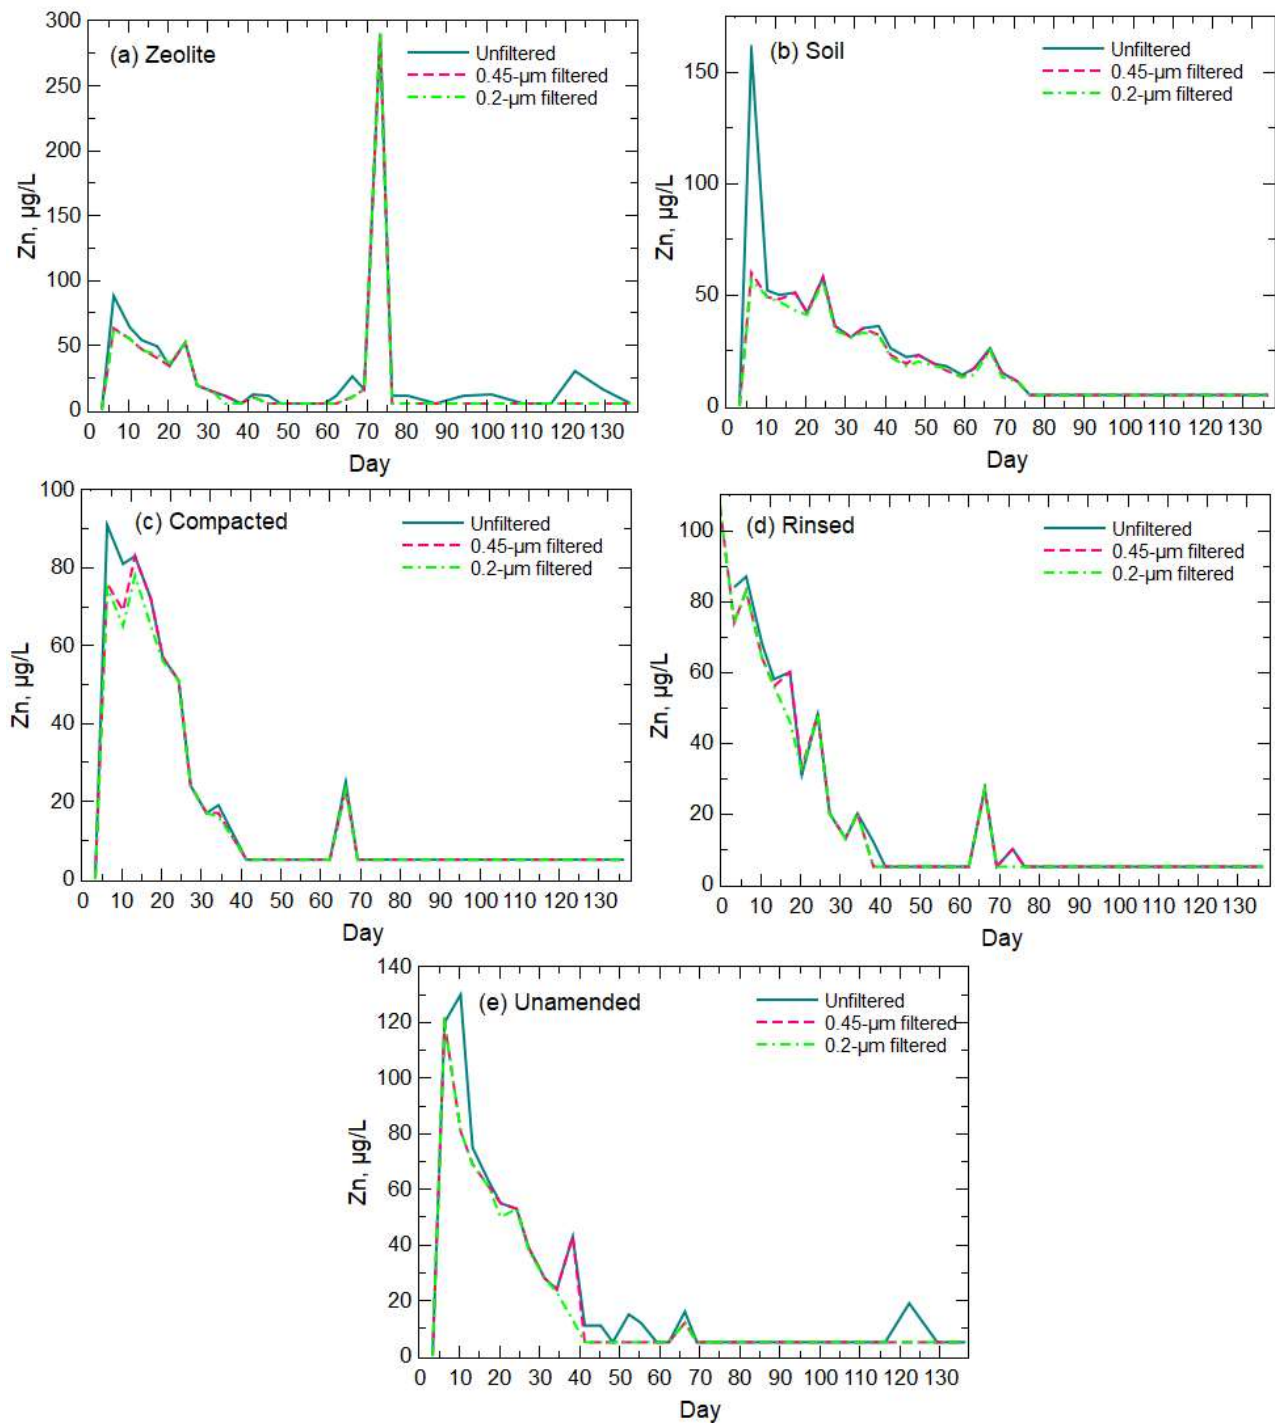 (a) Zeolite
Unfiltered
0.45-µm filtered
0.2-µm filtered
Zn, µg/L
300
250
200
150
100
50
0
0 10 20 30 40 50 60 70 80 90 100 110 120 130
Day
(b) Soil
Unfiltered
0.45-µm filtered
0.2-µm filtered
Zn, µg/L
150
100
50
0
0 10 20 30 40 50 60 70 80 90 100 110 120 130
Day
(c) Compacted
Unfiltered
0.45-µm filtered
0.2-µm filtered
Zn, µg/L
100
80
60
40
20
0
0 10 20 30 40 50 60 70 80 90 100 110 120 130
Day
(d) Rinsed
Unfiltered
0.45-µm filtered
0.2-µm filtered
Zn, µg/L
100
80
60
40
20
0
0 10 20 30 40 50 60 70 80 90 100 110 120 130
Day
(e) Unamended
Unfiltered
0.45-µm filtered
0.2-µm filtered
Zn, µg/L
140
120
100
80
60
40
20
0
0 10 20 30 40 50 60 70 80 90 100 110 120 130
Day